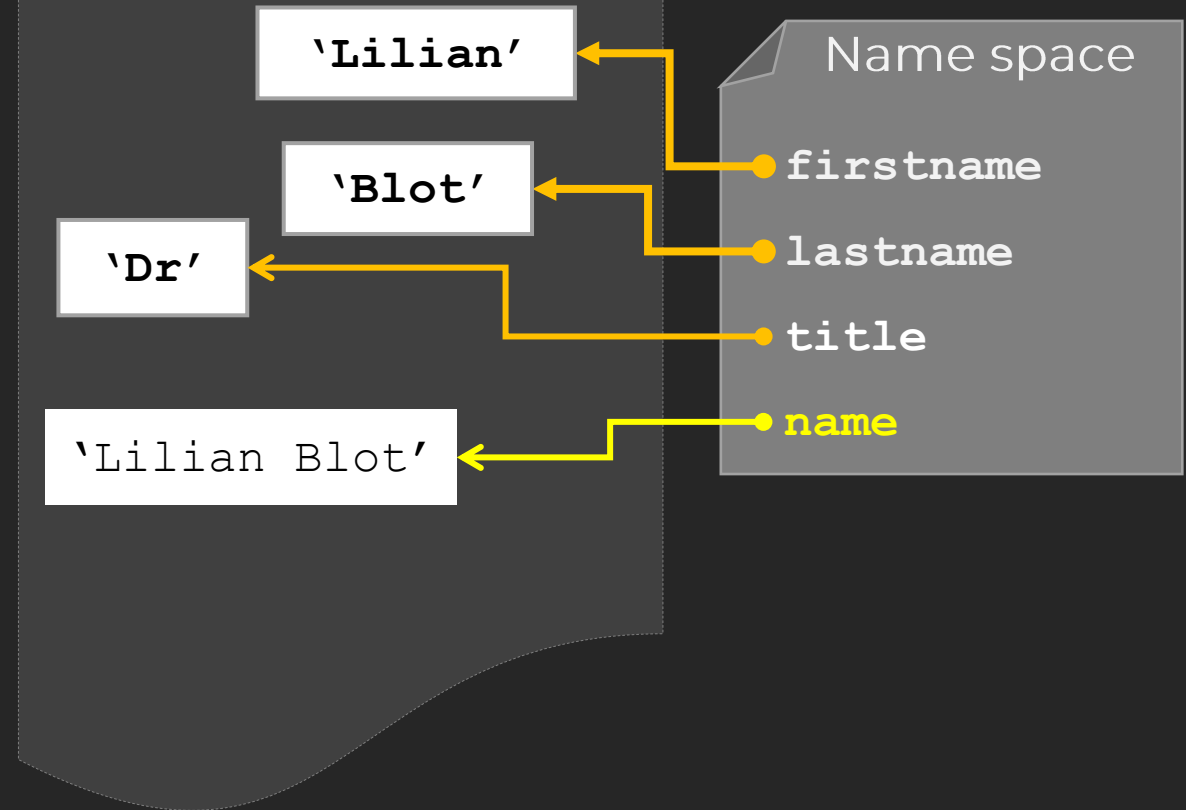 ‘Lilian’
‘Blot’
‘Dr’
‘Lilian Blot’
Name space
firstname
lastname
title
name